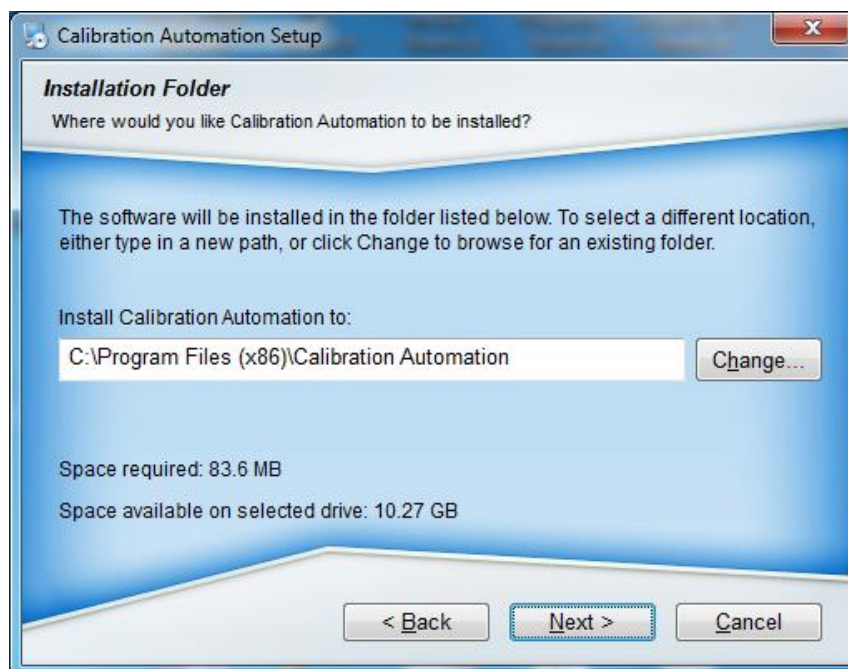 Calibration Automation Setup
Installation Folder
Where would you like Calibration Automation to be installed?
The software will be installed in the folder listed below. To select a different location,
either type in a new path, or click Change to browse for an existing folder.
Install Calibration Automation to:
C:\Program Files (x86)\Calibration Automation
Change...
Space required: 83.6 MB
Space available on selected drive: 10.27 GB
< Back Next > Cancel